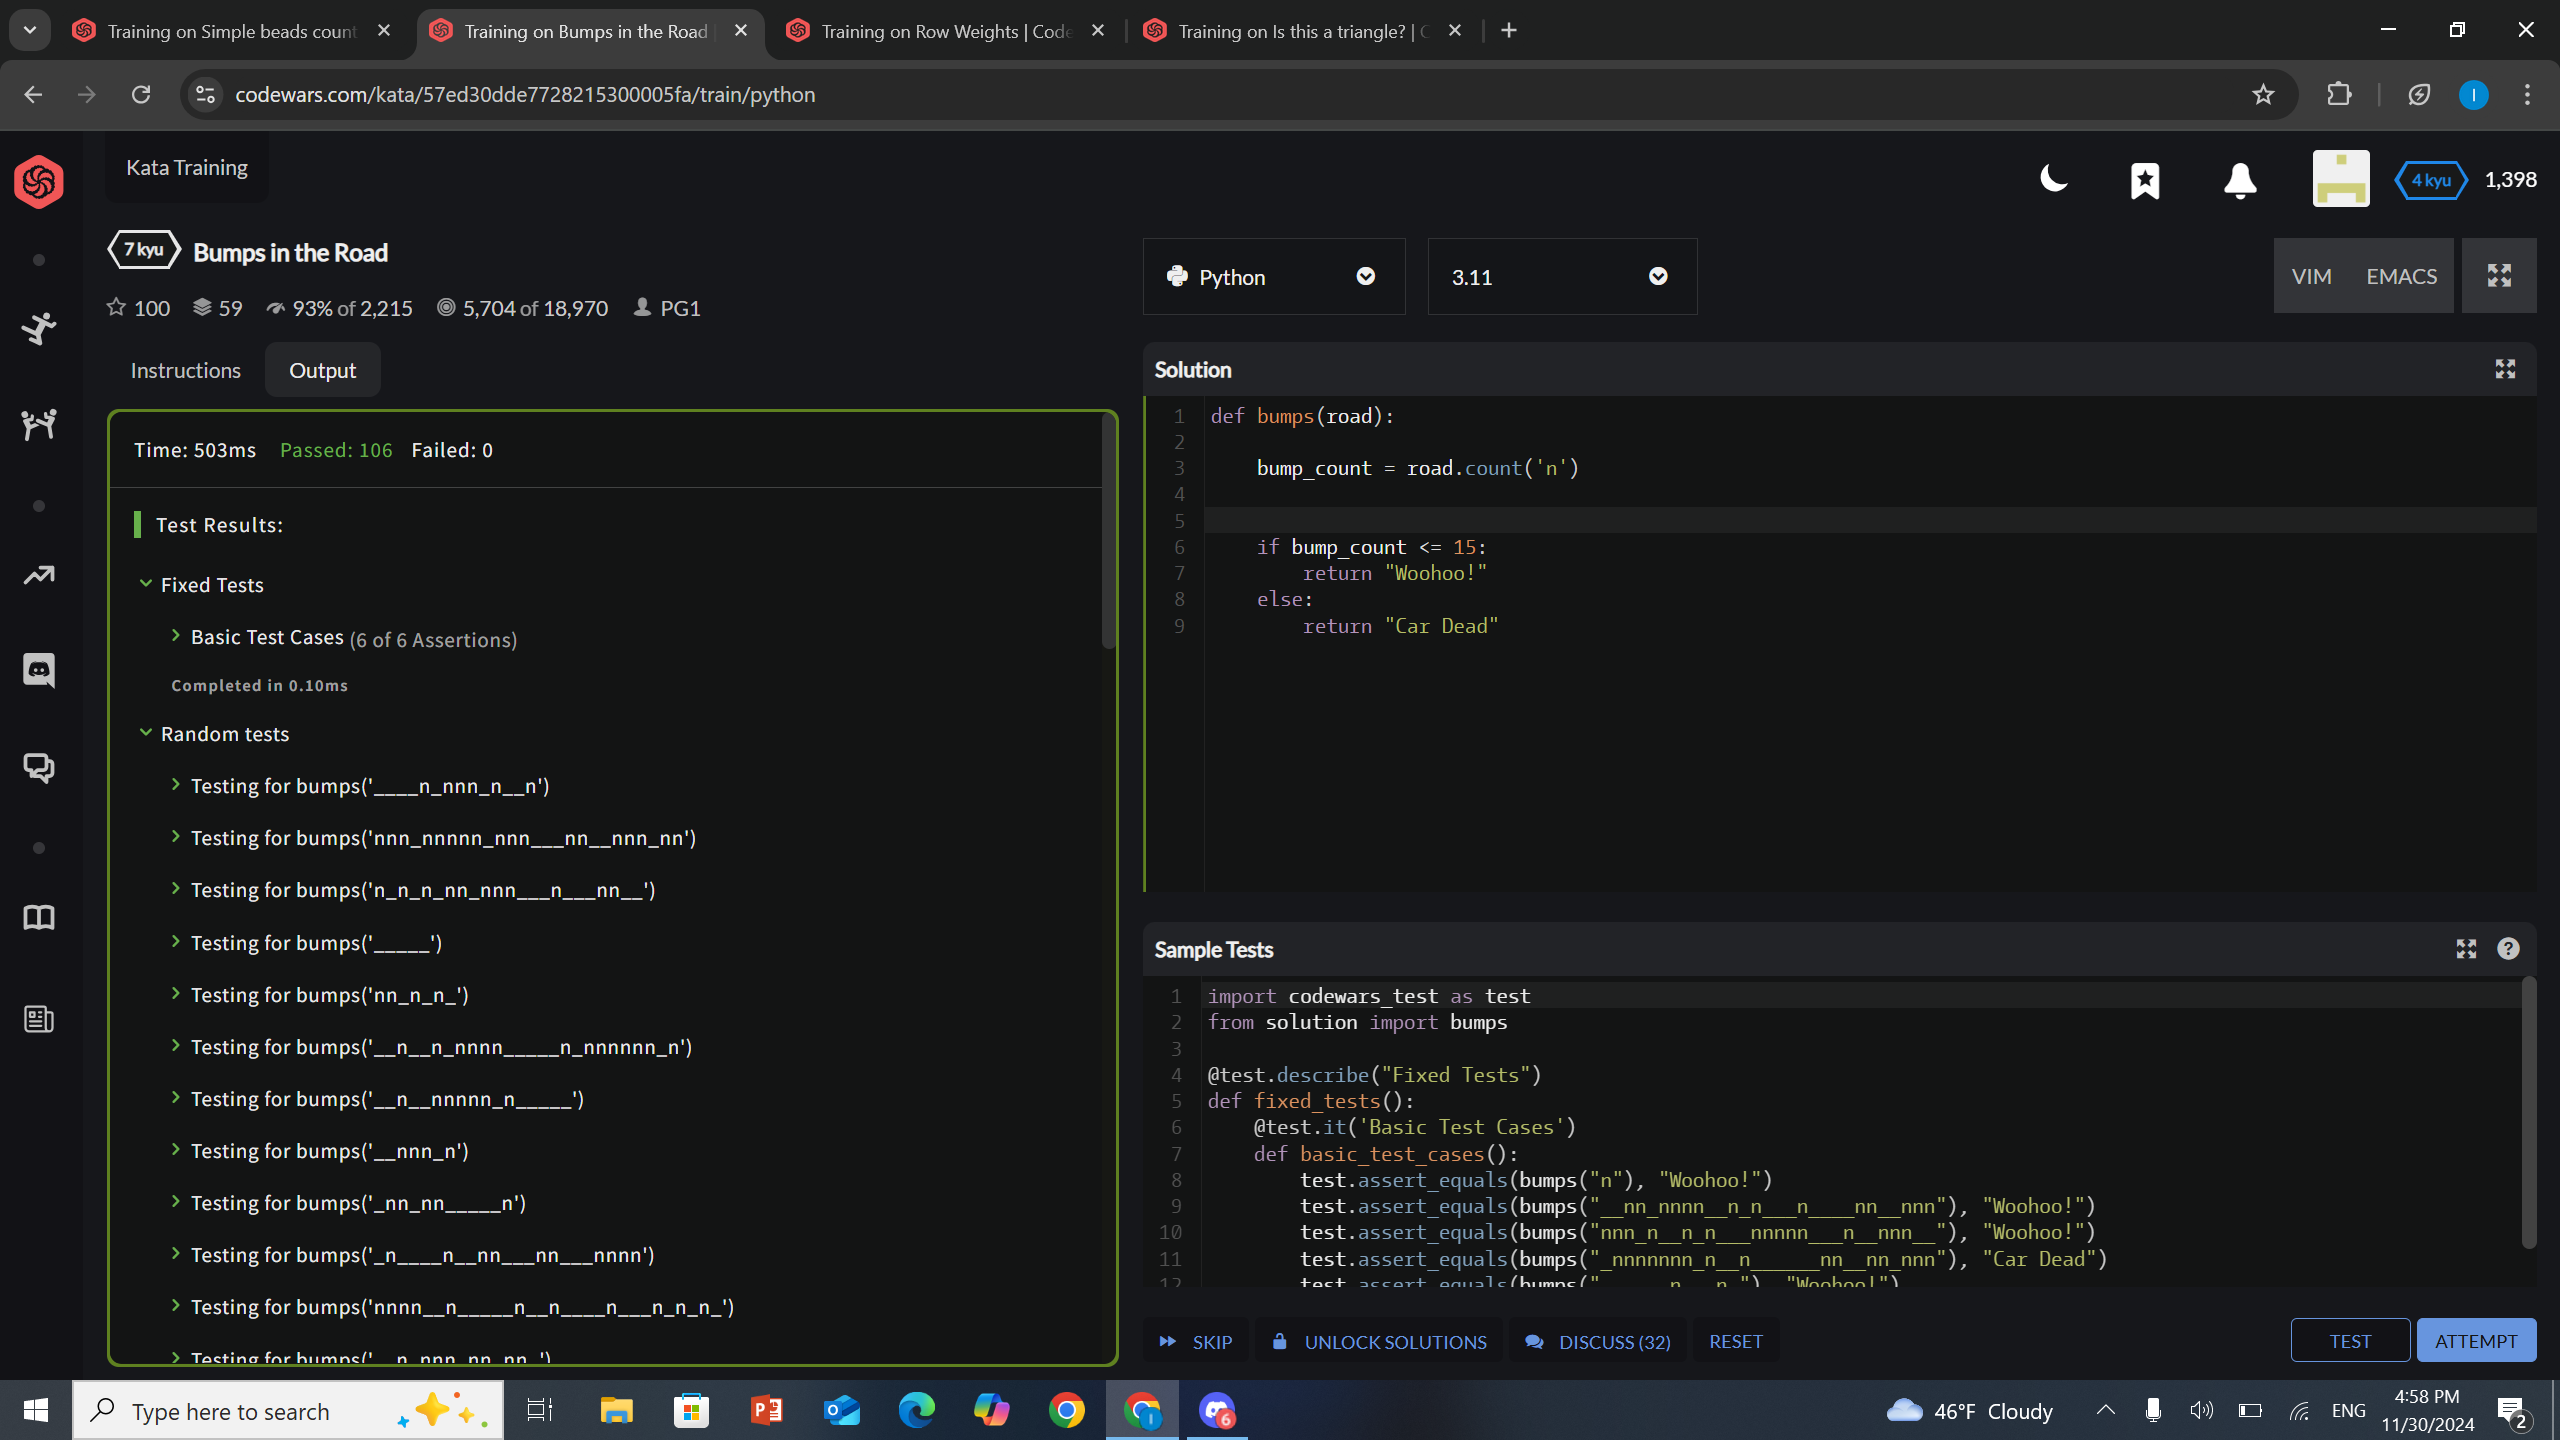 Training on Simple beads count
Training on Bumps in the Road
Training on Row Weights | Code
Training on Is this a triangle? | C
codewars.com/kata/57ed30dde7728215300005fa/train/python
I
Kata Training
4 kyu 1,398
7 kyu Bumps in the Road
100 59 93% of 2,215 5,704 of 18,970 PG1
Python
3.11
VIM EMACS
Instructions Output
Time: 503ms Passed: 106 Failed: 0
Test Results:
Fixed Tests
Basic Test Cases (6 of 6 Assertions)
Completed in 0.10ms
Random tests
Testing for bumps('____n_nnn_n__n')
Testing for bumps('nnn_nnnnn_nnn___nn__nnn_nn')
Testing for bumps('n_n_n_nn_nnn___n___nn__')
Testing for bumps('_____')
Testing for bumps('nn_n_n_')
Testing for bumps('__n__n_nnnn_____n_nnnnnn_n')
Testing for bumps('__n__nnnnn_n_____')
Testing for bumps('__nnn_n')
Testing for bumps('_nn_nn_____n')
Testing for bumps('_n____n__nn___nn___nnnn')
Testing for bumps('nnnn__n_____n__n____n___n_n_n_')
Testing for bumps('__n_nnn_nn_nn_')
Solution
1 def bumps(road):
2
3 bump_count = road.count('n')
4
5
6 if bump_count <= 15:
7 return "Woohoo!"
8 else:
9 return "Car Dead"
Sample Tests
1 import codewars_test as test
2 from solution import bumps
3
4 @test.describe("Fixed Tests")
5 def fixed_tests():
6 @test.it('Basic Test Cases')
7 def basic_test_cases():
8 test.assert_equals(bumps("n"), "Woohoo!")
9 test.assert_equals(bumps("__nn_nnnn__n_n___n____nn__nnn"), "Woohoo!")
10 test.assert_equals(bumps("nnn_n__n_n___nnnnn___n__nnn__"), "Woohoo!")
11 test.assert_equals(bumps("_nnnnnnn_n__n______nn__nn_nnn"), "Car Dead")
12 test.assert_equals(bumps("______n___n_"), "Woohoo!")
SKIP UNLOCK SOLUTIONS DISCUSS (32) RESET TEST ATTEMPT
Type here to search
6
46°F Cloudy
ENG
4:58 PM
11/30/2024
2